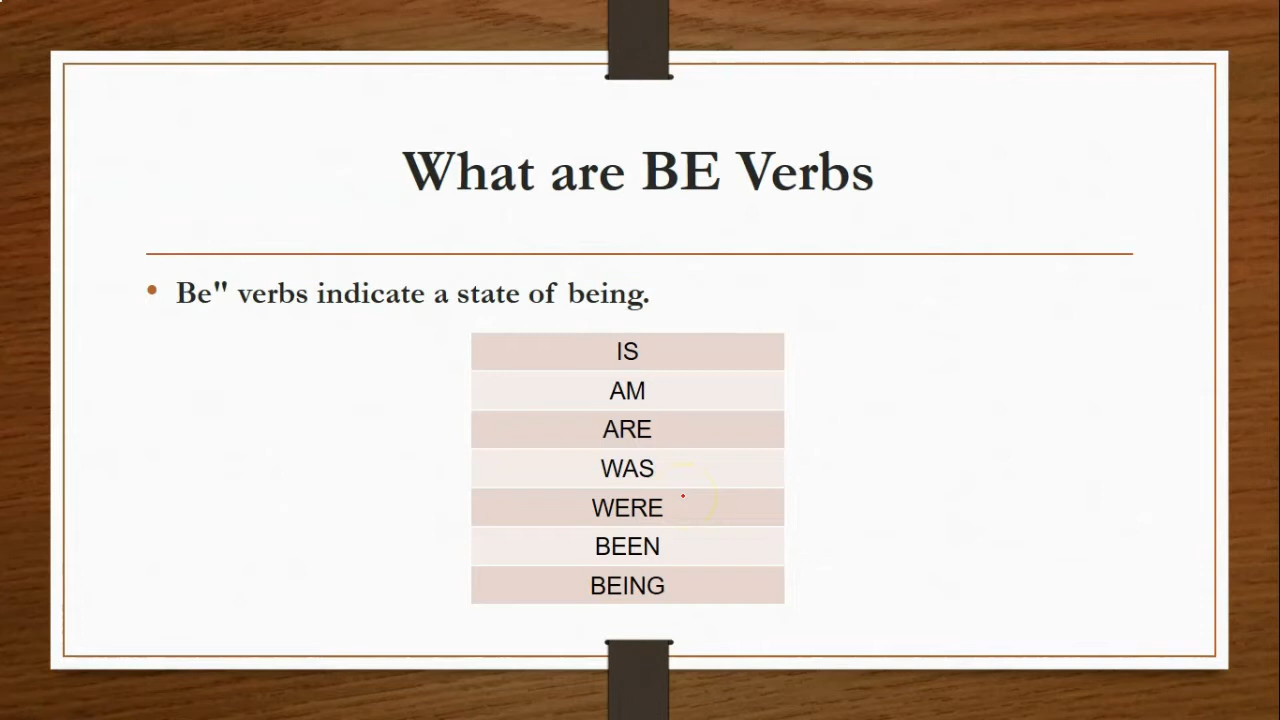 What are BE Verbs
• Be" verbs indicate a state of being.
IS
AM
ARE
WAS
WERE
BEEN
BEING